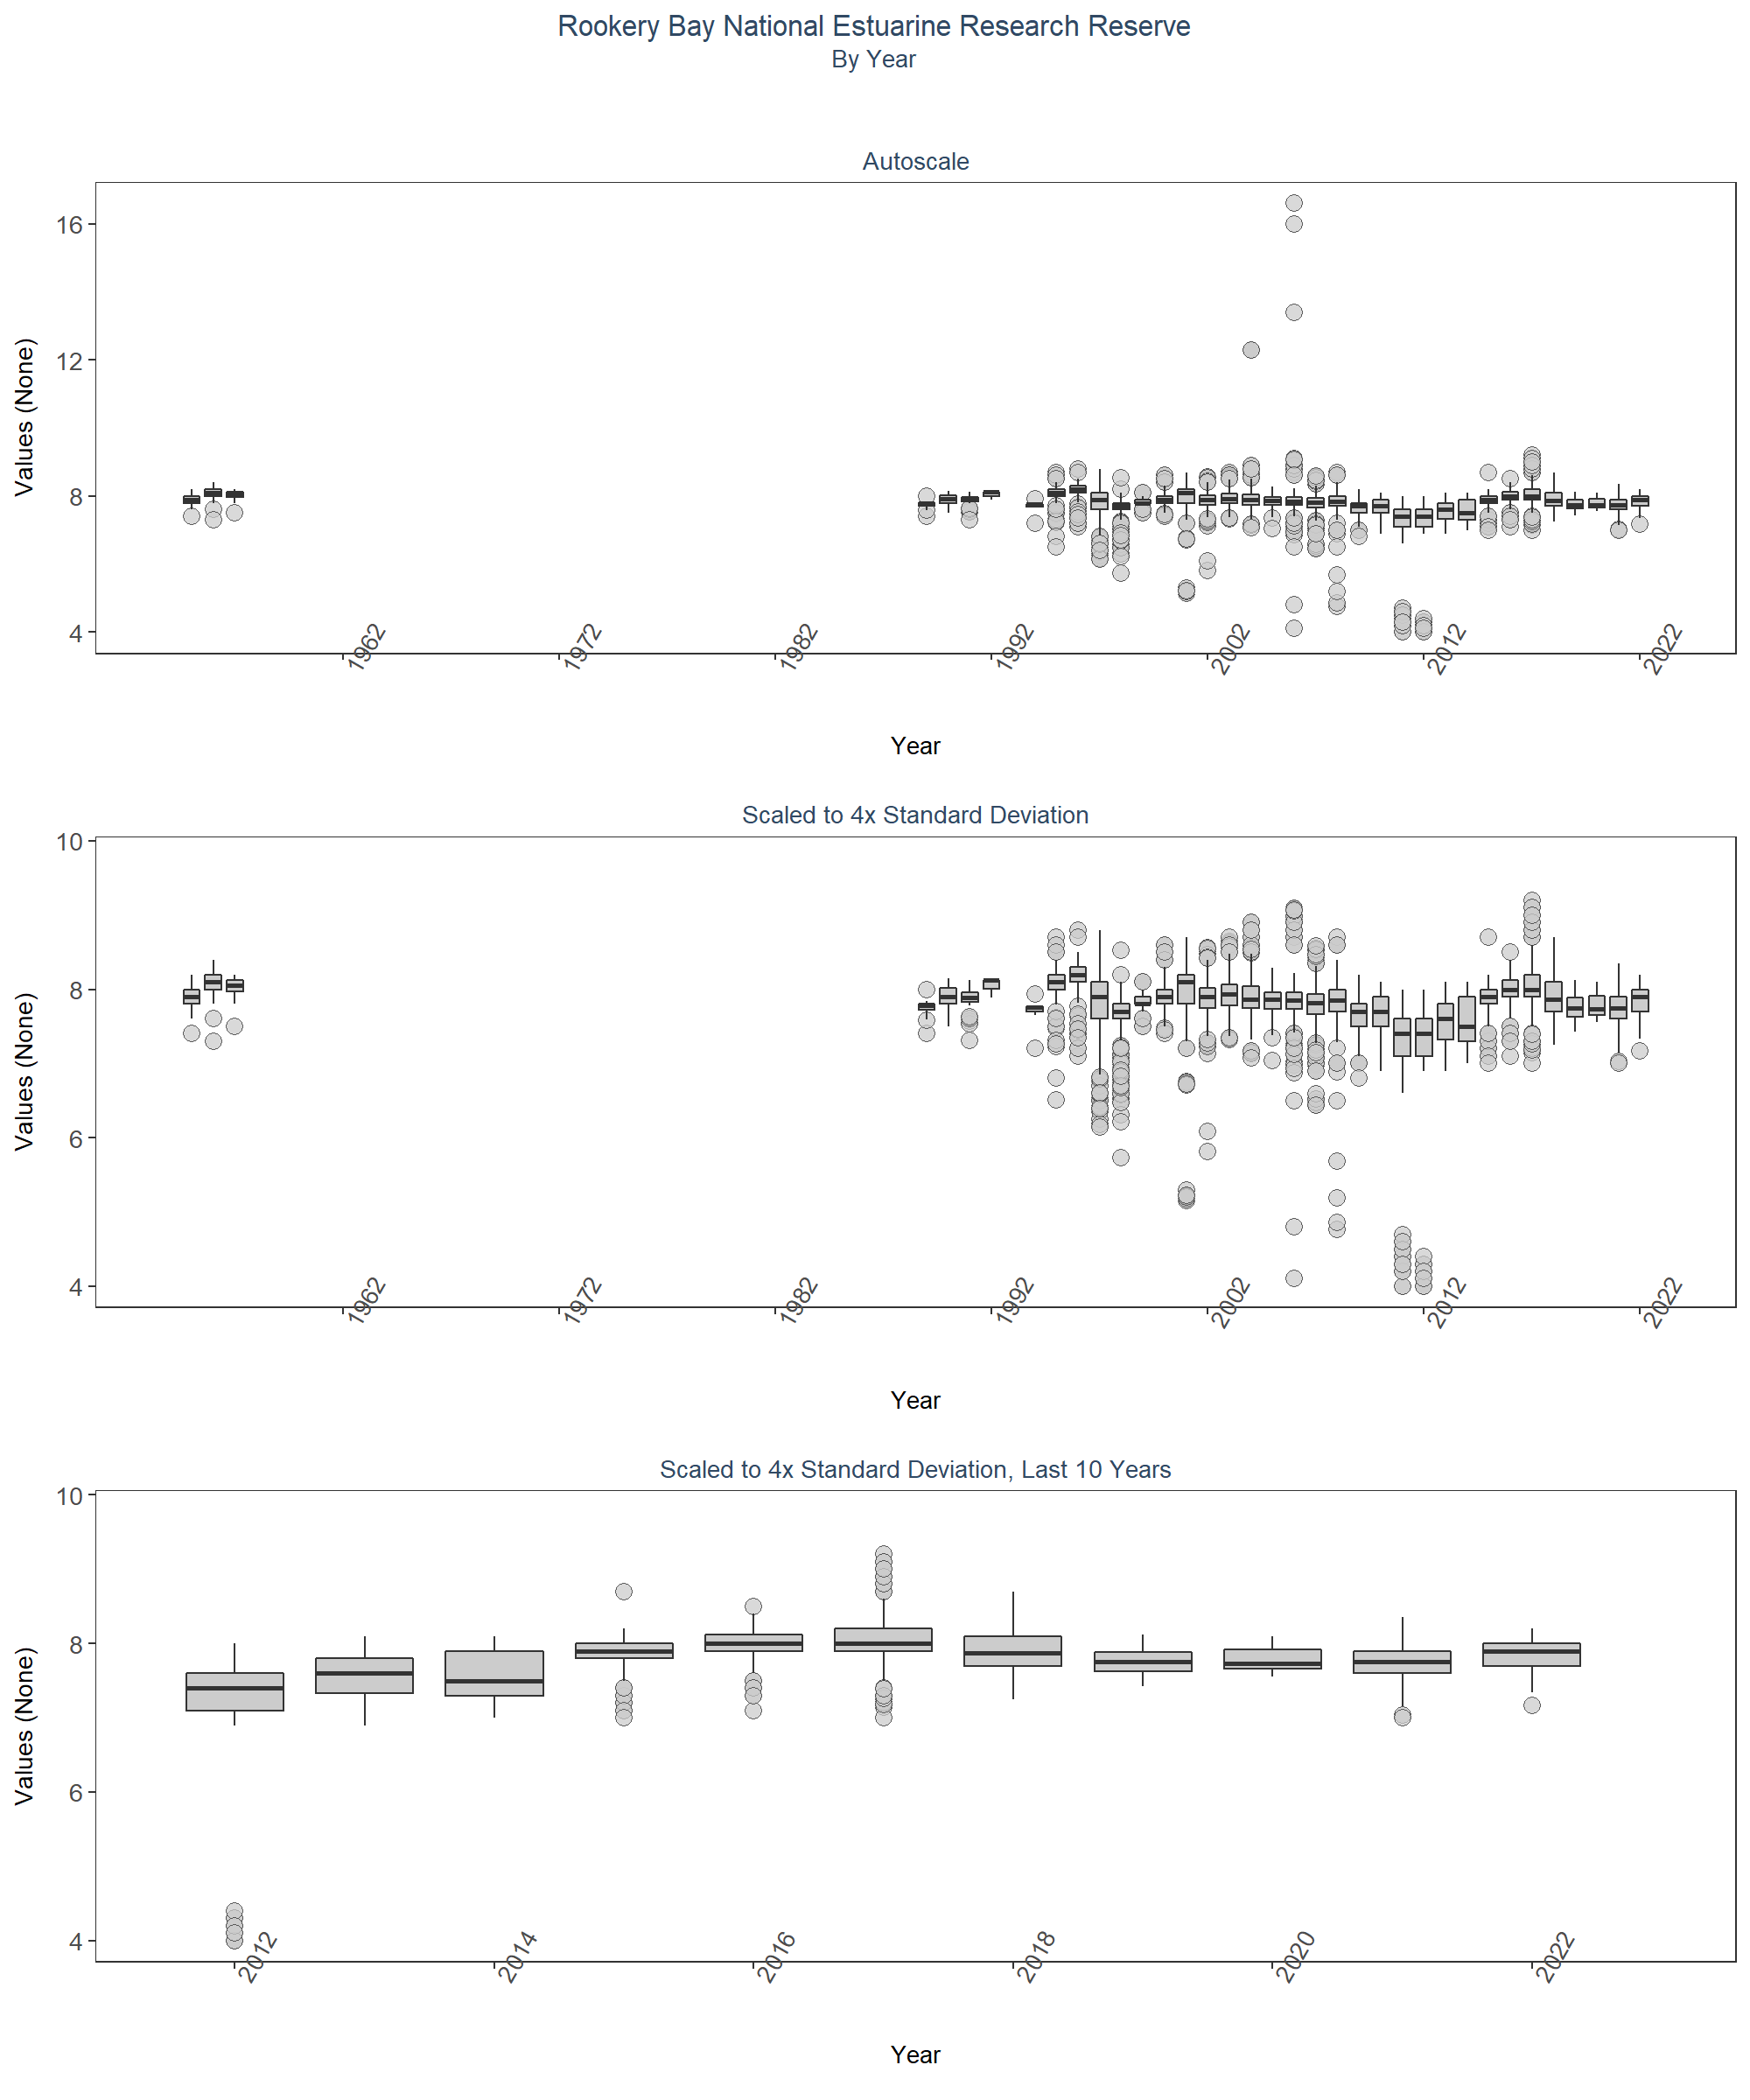 Rookery Bay National Estuarine Research Reserve
By Year
Autoscale
Values (None)
16
12
8
4
1962 1972 1982 1992 2002 2012 2022
Year
Scaled to 4x Standard Deviation
Values (None)
10
8
6
4
1962 1972 1982 1992 2002 2012 2022
Year
Scaled to 4x Standard Deviation, Last 10 Years
Values (None)
10
8
6
4
2012 2014 2016 2018 2020 2022
Year